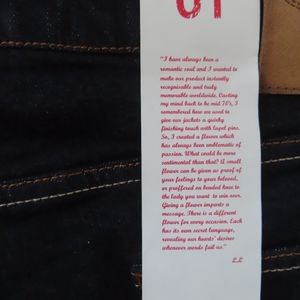 01
"I have always been a
romantic soul and I wanted to
make our product instantly
recognisable and truly
memorable worldwide. Casting
my mind back to be mid 70's, I
remembered how we used to
give our jackets a quirky
finishing touch with lapel pins.
So, I created a flower which
has always been emblematic of
passion. What could be more
sentimental than that? A small
flower can be given as proof of
your feelings to your beloved,
or proffered on bended knee to
the lady you want to win over.
Giving a flower imparts a
message. There is a different
flower for every occasion. Each
has its own secret language,
revealing our hearts' desire
whenever words fail us."
L.L